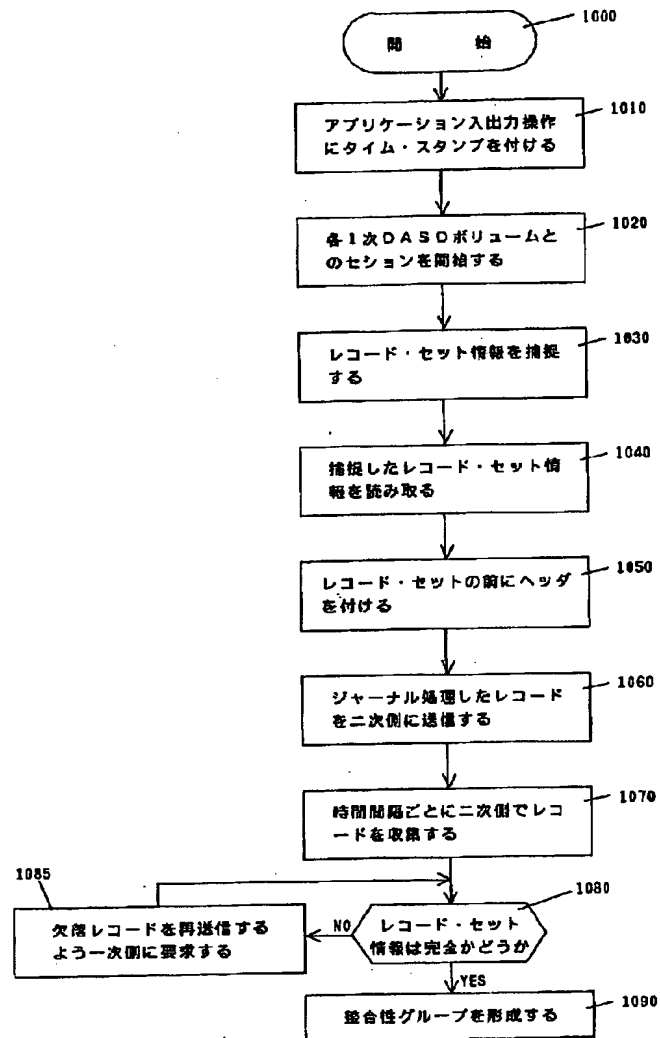 1000
開 始
1010
アプリケーション入出力操作
にタイム・スタンプを付ける
1020
各1次DASDボリュームと
のセションを開始する
1030
レコード・セット情報を捕捉
する
1040
捕捉したレコード・セット情
報を読み取る
1050
レコード・セットの前にヘッダ
を付ける
1060
ジャーナル処理したレコード
を二次側に送信する
1070
時間間隔ごとに二次側でレコ
ードを収集する
1080
レコード・セット
情報は完全かどうか
NO
1085
欠落レコードを再送信する
よう一次側に要求する
YES
1090
整合性グループを形成する